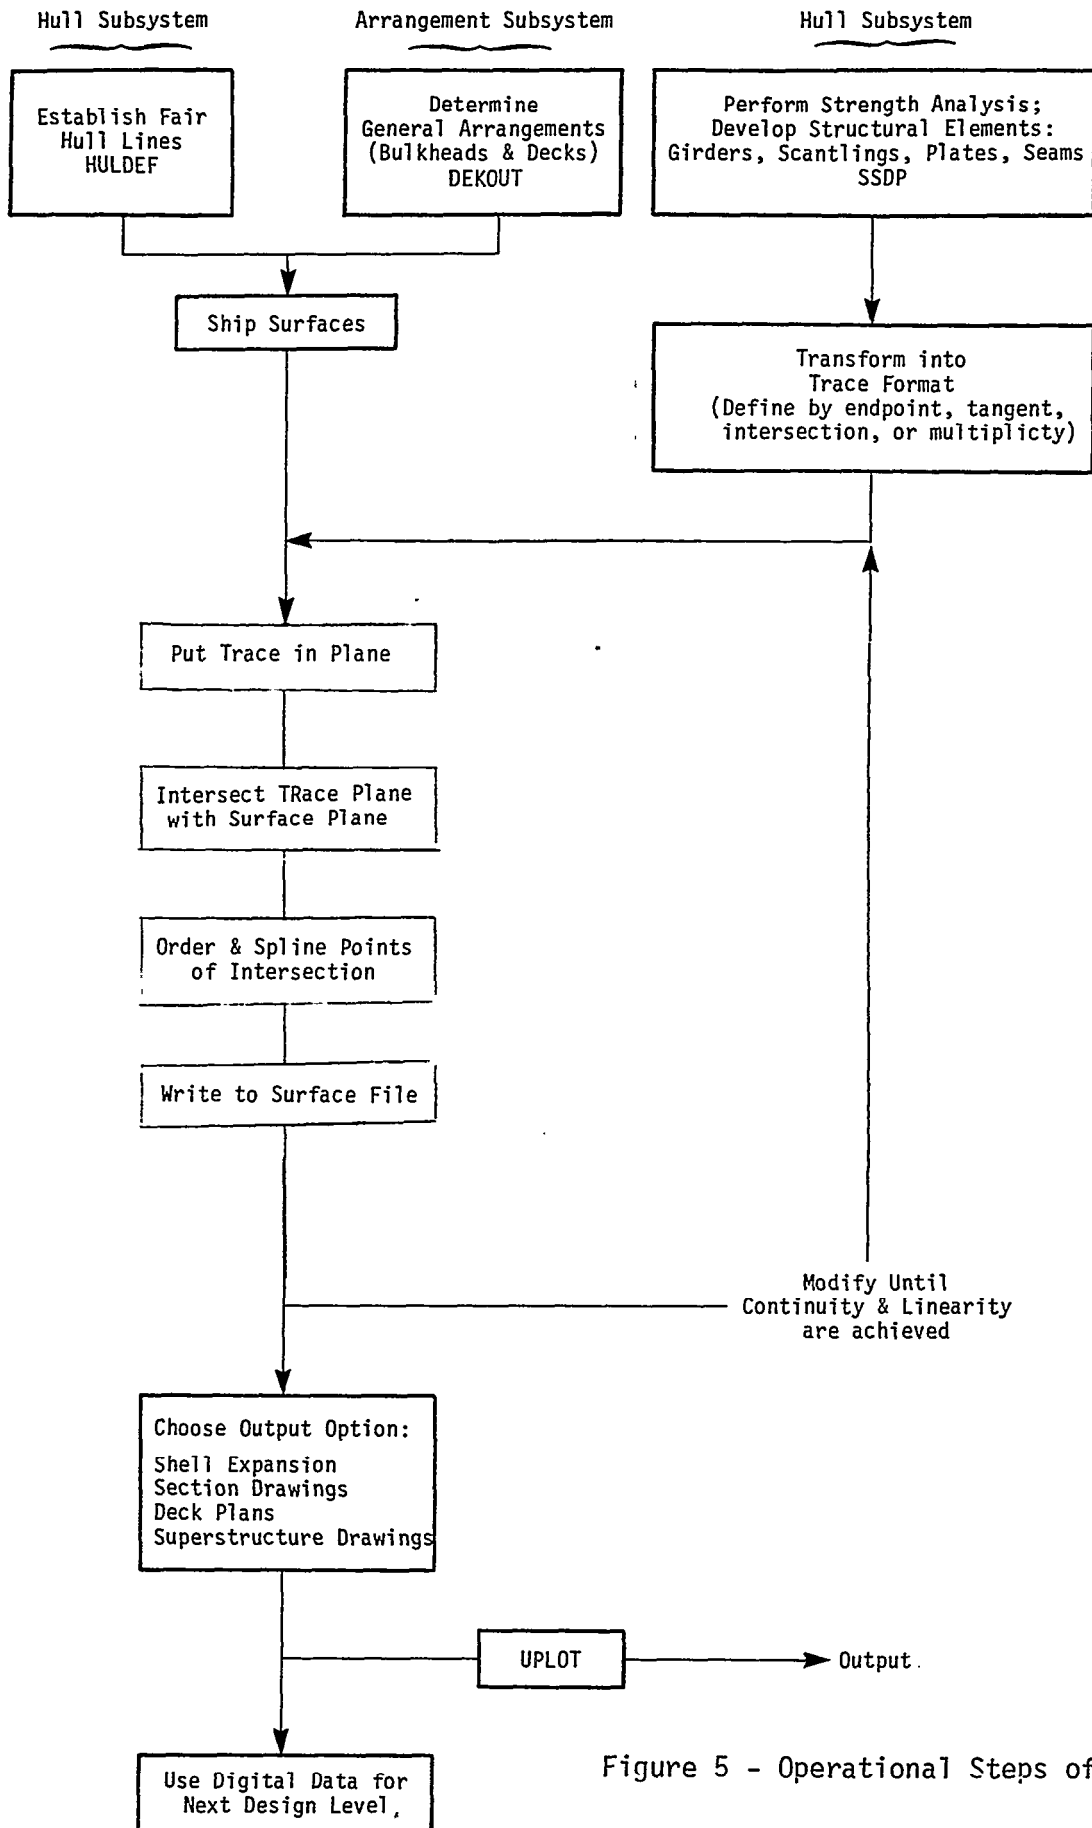 Hull Subsystem
Arrangement Subsystem
Hull Subsystem
Establish Fair
Hull Lines
HULDEF
Determine
General Arrangements
(Bulkheads & Decks)
DEKOUT
Perform Strength Analysis;
Develop Structural Elements:
Girders, Scantlings, Plates, Seams
SSDP
Ship Surfaces
Transform into
Trace Format
(Define by endpoint, tangent,
intersection, or multiplicty)
Put Trace in Plane
Intersect TRace Plane
with Surface Plane
Order & Spline Points
of Intersection
Write to Surface File
Modify Until
Continuity & Linearity
are achieved
Choose Output Option:
Shell Expansion
Section Drawings
Deck Plans
Superstructure Drawings
UPLOT
Output.
Figure 5 - Operational Steps of
Use Digital Data for
Next Design Level,